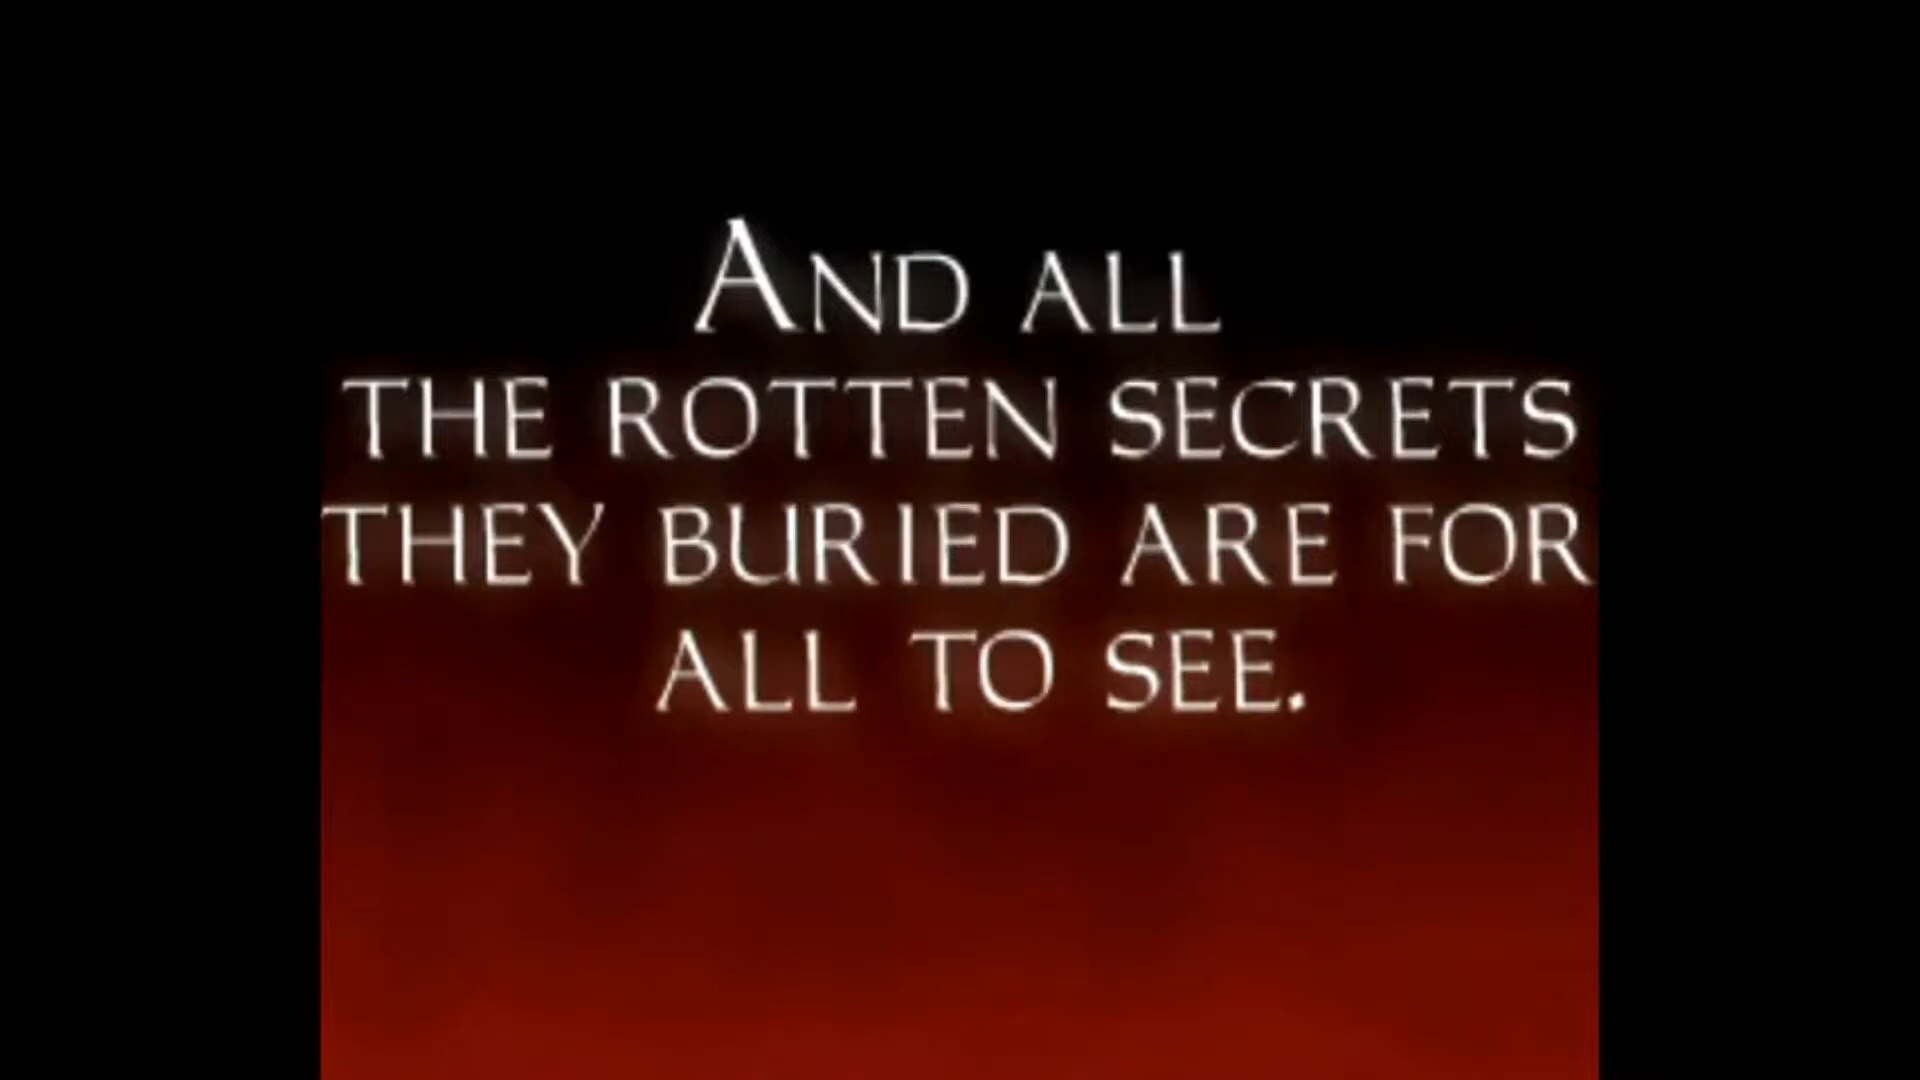 AND ALL
THE ROTTEN SECRETS
THEY BURIED ARE FOR
ALL TO SEE.